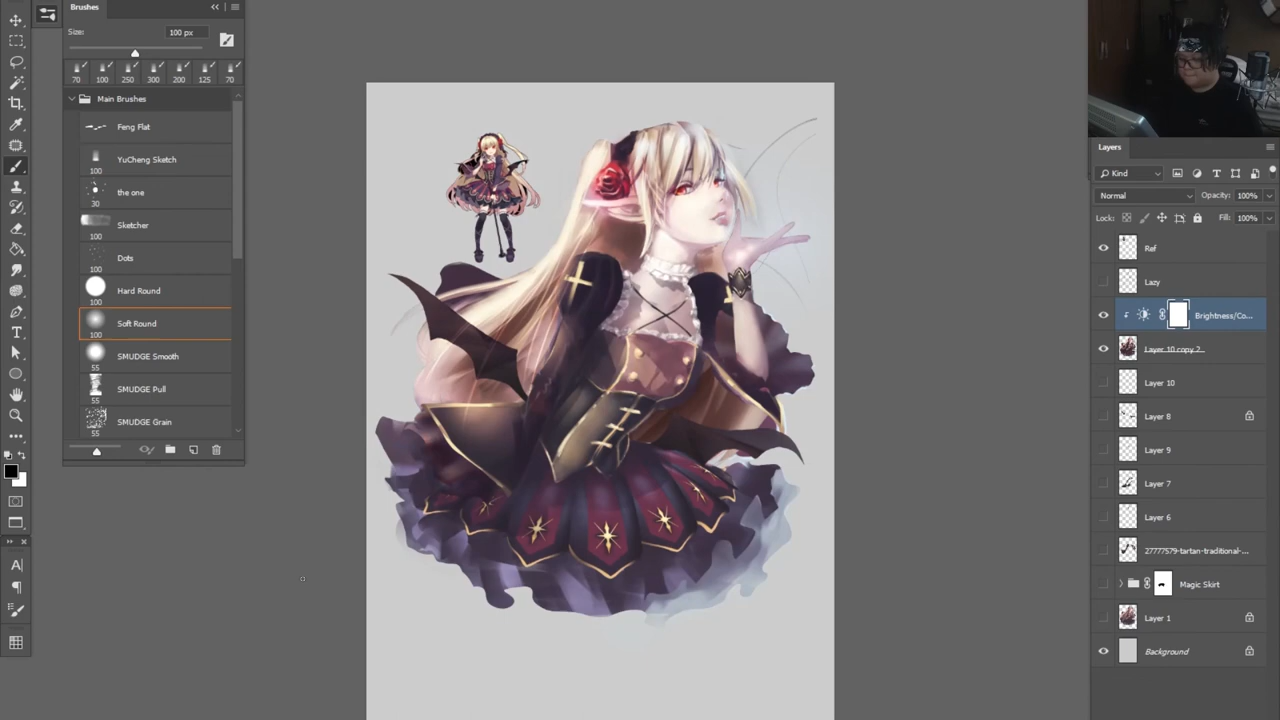 Brushes
Size:
100 px
70 100 250 300 200 125 70
Main Brushes
Feng Flat
YuCheng Sketch
100
the one
30
Sketcher
100
Dots
100
Hard Round
100
Soft Round
100
SMUDGE Smooth
55
SMUDGE Pull
55
SMUDGE Grain
55
Layers
Kind
Normal
Opacity: 100%
Lock:
Fill: 100%
Ref
Lazy
Brightness/Co...
Layer 10 copy 2
Layer 10
Layer 8
Layer 9
Layer 7
Layer 6
27777579-tartan-traditional-...
Magic Skirt
Layer 1
Background